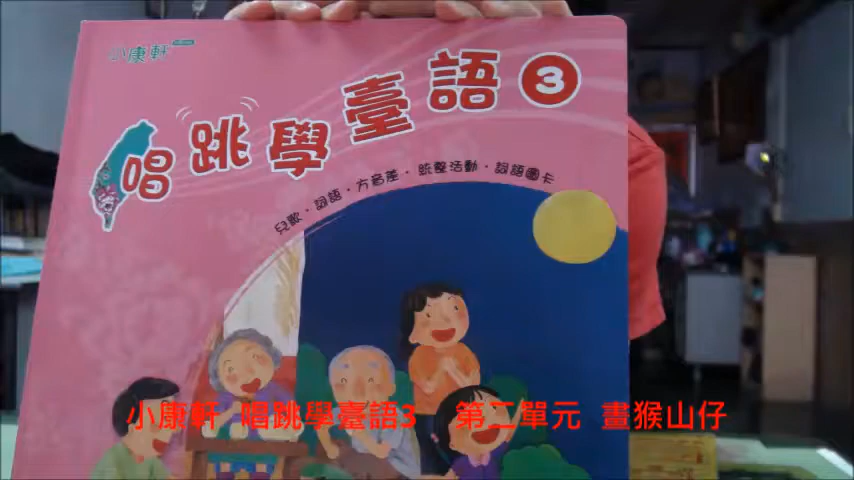 小康軒
唱跳學臺語 3
兒歌・詞語・方音差・統整活動・詞語圖卡
小康軒 唱跳學臺語3 第二單元 晝猴山仔